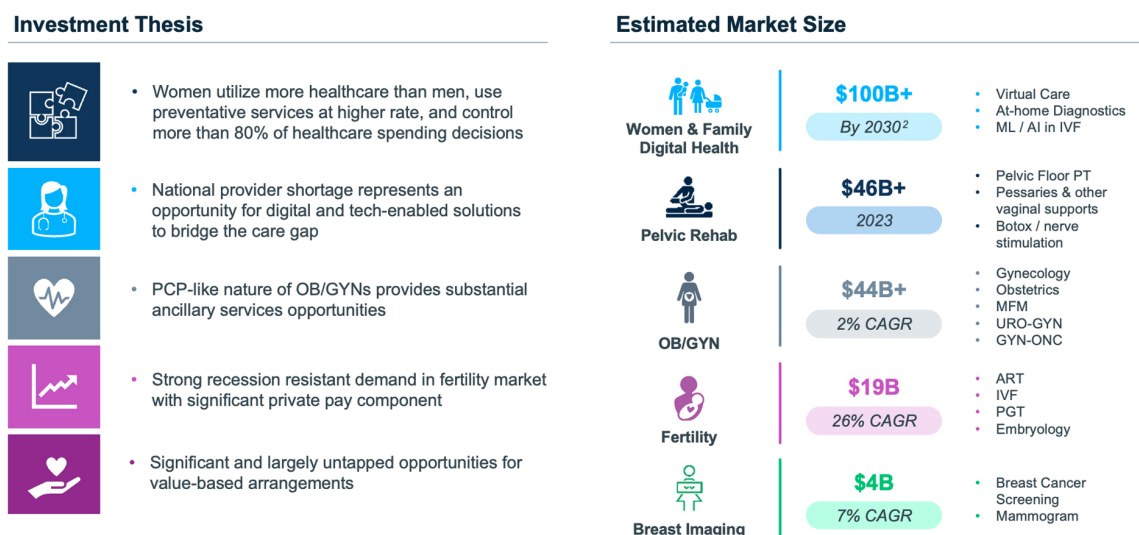 Investment Thesis
• Women utilize more healthcare than men, use
preventative services at higher rate, and control
more than 80% of healthcare spending decisions
• National provider shortage represents an
opportunity for digital and tech-enabled solutions
to bridge the care gap
• PCP-like nature of OB/GYNs provides substantial
ancillary services opportunities
• Strong recession resistant demand in fertility market
with significant private pay component
• Significant and largely untapped opportunities for
value-based arrangements
Estimated Market Size
Women & Family
Digital Health
$100B+
By 2030²
• Virtual Care
• At-home Diagnostics
• ML / AI in IVF
Pelvic Rehab
$46B+
2023
• Pelvic Floor PT
• Pessaries & other
vaginal supports
• Botox / nerve
stimulation
OB/GYN
$44B+
2% CAGR
• Gynecology
• Obstetrics
• MFM
• URO-GYN
• GYN-ONC
Fertility
$19B
26% CAGR
• ART
• IVF
• PGT
• Embryology
Breast Imaging
$4B
7% CAGR
• Breast Cancer
Screening
• Mammogram